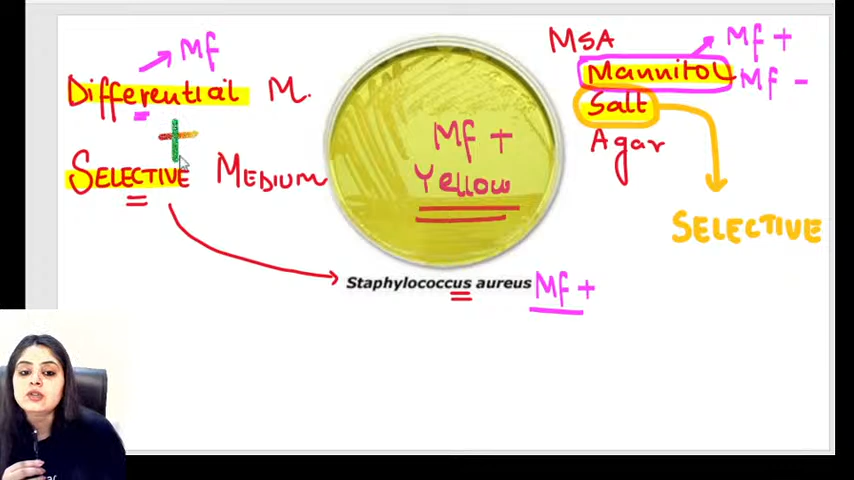 Mf
Differential M.
+
SELECTIVE MEDIUM
Mf +
Yellow
Staphylococcus aureus Mf +
MSA
Mannitol
Mf +
Mf -
Salt
Agar
SELECTIVE